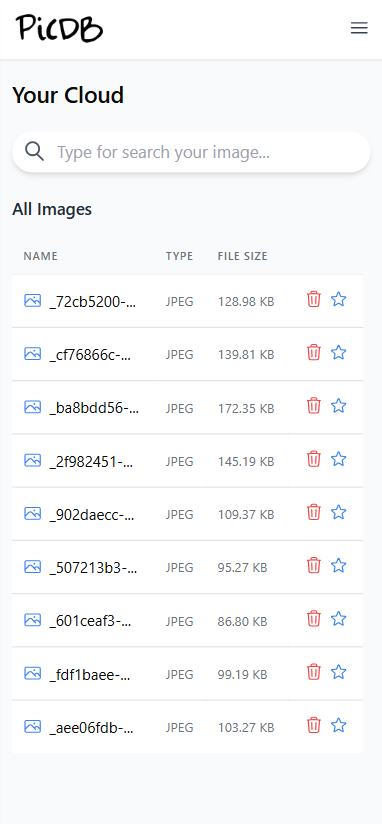 PicDB
Your Cloud
Type for search your image...
All Images
NAME TYPE FILE SIZE
_72cb5200-... JPEG 128.98 KB
_cf76866c-... JPEG 139.81 KB
_ba8bdd56-... JPEG 172.35 KB
_2f982451-... JPEG 145.19 KB
_902daecc-... JPEG 109.37 KB
_507213b3-... JPEG 95.27 KB
_601ceaf3-... JPEG 86.80 KB
_fdf1baee-... JPEG 99.19 KB
_aee06fdb-... JPEG 103.27 KB